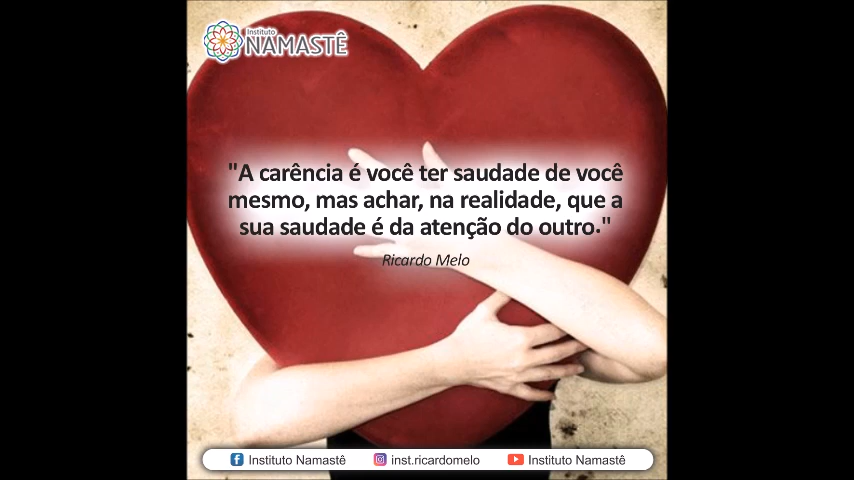 Instituto
NAMASTÊ
"A carência é você ter saudade de você
mesmo, mas achar, na realidade, que a
sua saudade é da atenção do outro."
Ricardo Melo
Instituto Namastê inst.ricardomelo Instituto Namastê